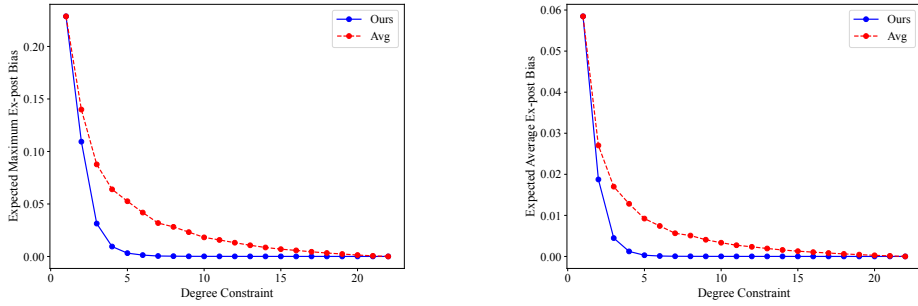 Expected Maximum Ex-post Bias
0.20
0.15
0.10
0.05
0.00
0 5 10 15 20
Degree Constraint
Ours
Avg
Expected Average Ex-post Bias
0.06
0.05
0.04
0.03
0.02
0.01
0.00
0 5 10 15 20
Degree Constraint
Ours
Avg